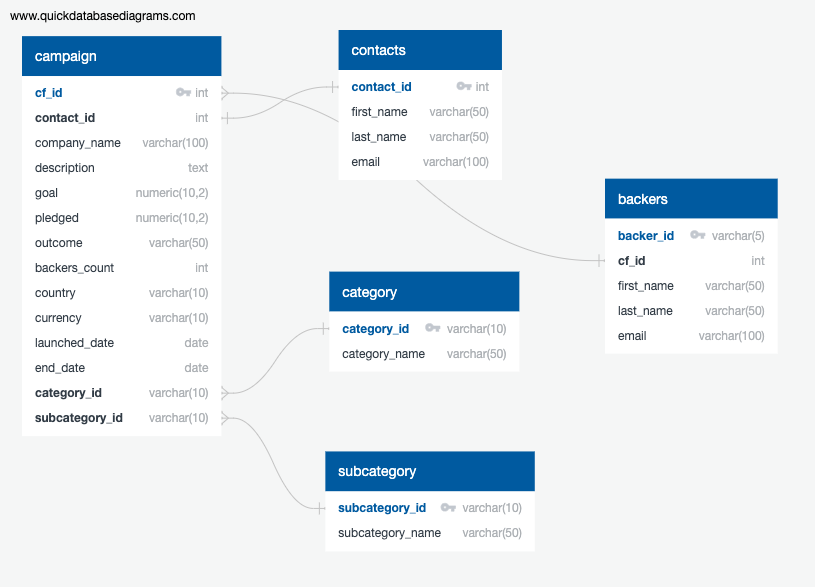 www.quickdatabasediagrams.com
campaign
cf_id int
contact_id int
company_name varchar(100)
description text
goal numeric(10,2)
pledged numeric(10,2)
outcome varchar(50)
backers_count int
country varchar(10)
currency varchar(10)
launched_date date
end_date date
category_id varchar(10)
subcategory_id varchar(10)
contacts
contact_id int
first_name varchar(50)
last_name varchar(50)
email varchar(100)
backers
backer_id varchar(5)
cf_id int
first_name varchar(50)
last_name varchar(50)
email varchar(100)
category
category_id varchar(10)
category_name varchar(50)
subcategory
subcategory_id varchar(10)
subcategory_name varchar(50)